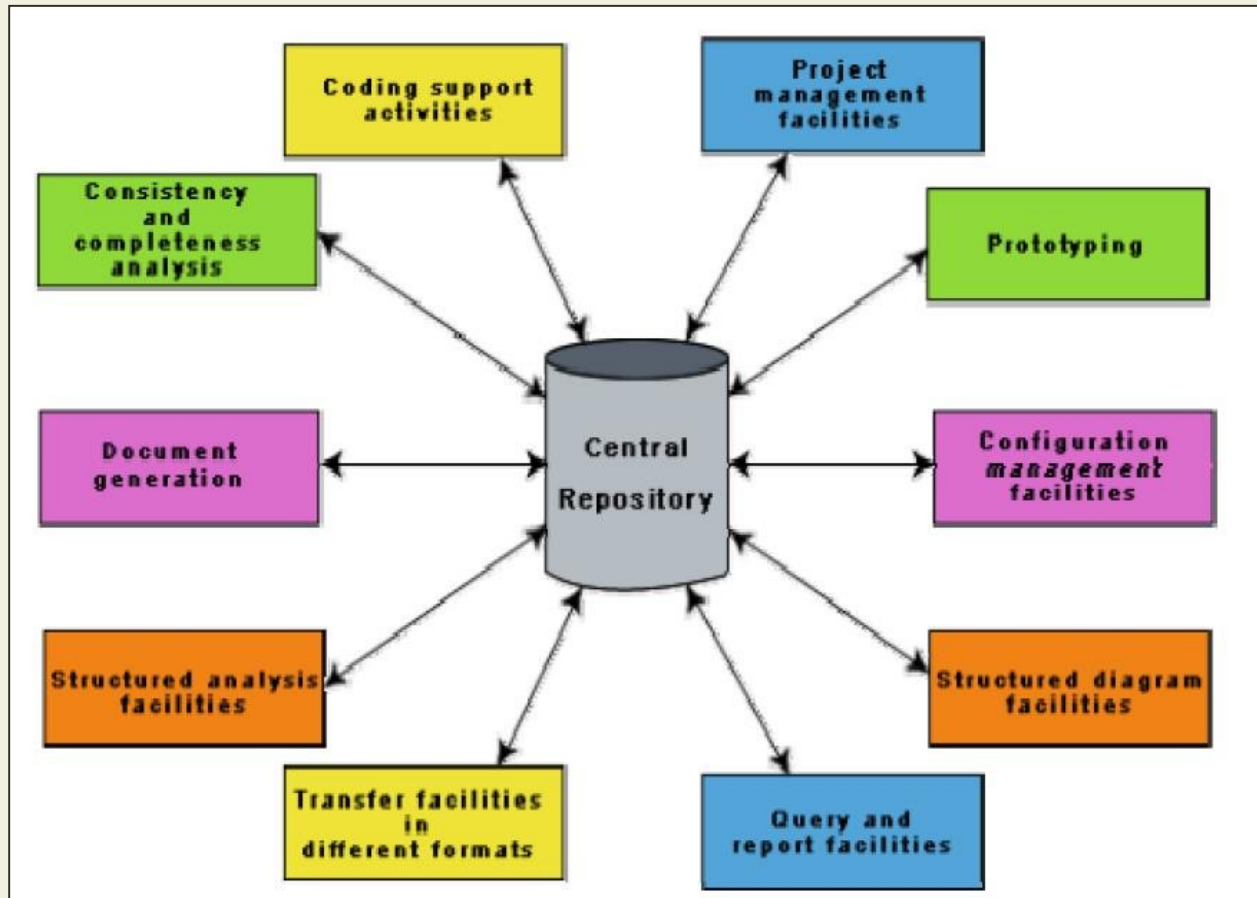 Coding support
activities
Project
management
facilities
Consistency
and
completeness
analysis
Prototyping
Document
generation
Central
Repository
Configuration
management
facilities
Structured analysis
facilities
Structured diagram
facilities
Transfer facilities
in
different formats
Query and
report facilities